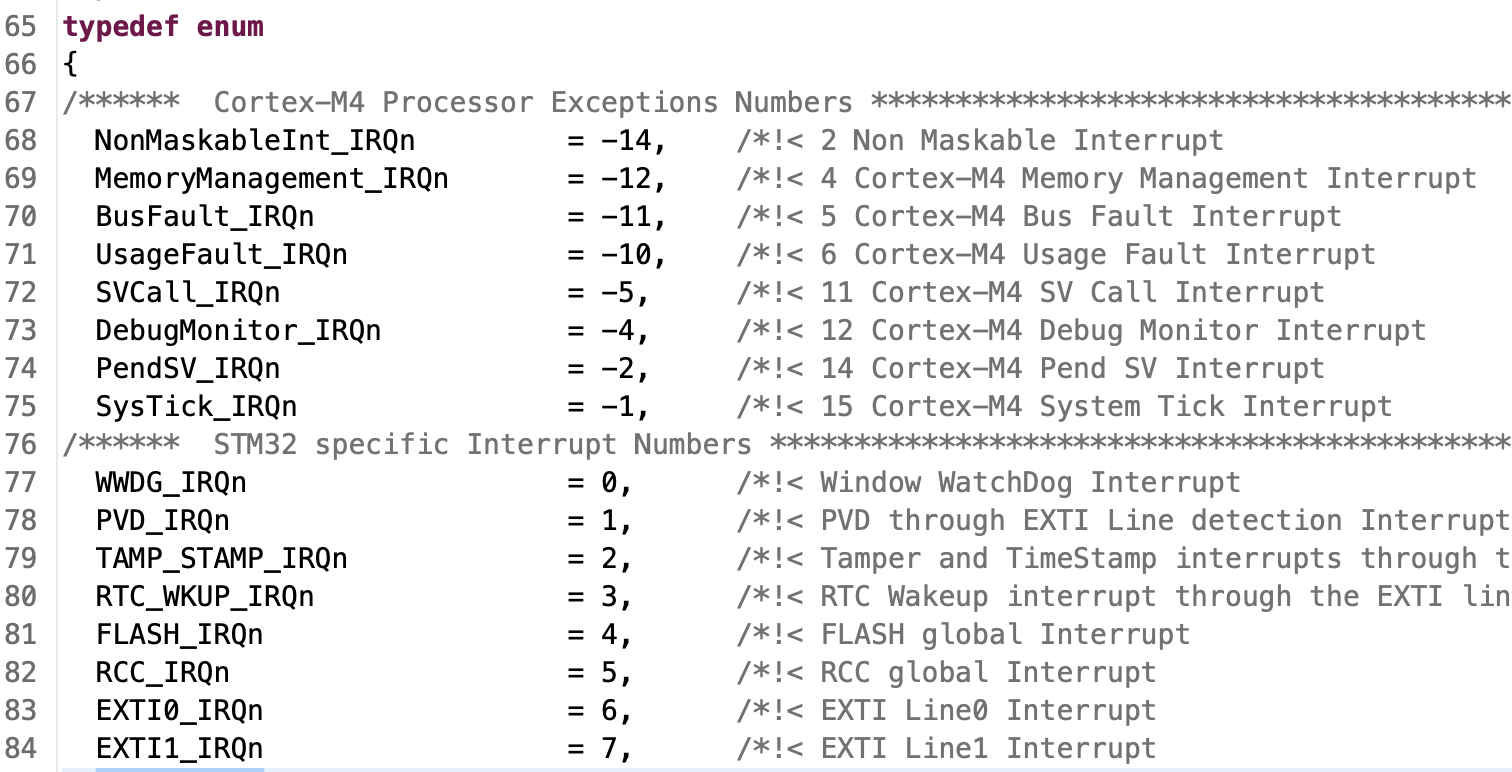 65 typedef enum
66 {
67 /****** Cortex-M4 Processor Exceptions Numbers **************************************
68 NonMaskableInt_IRQn = -14, /*!< 2 Non Maskable Interrupt
69 MemoryManagement_IRQn = -12, /*!< 4 Cortex-M4 Memory Management Interrupt
70 BusFault_IRQn = -11, /*!< 5 Cortex-M4 Bus Fault Interrupt
71 UsageFault_IRQn = -10, /*!< 6 Cortex-M4 Usage Fault Interrupt
72 SVCall_IRQn = -5, /*!< 11 Cortex-M4 SV Call Interrupt
73 DebugMonitor_IRQn = -4, /*!< 12 Cortex-M4 Debug Monitor Interrupt
74 PendSV_IRQn = -2, /*!< 14 Cortex-M4 Pend SV Interrupt
75 SysTick_IRQn = -1, /*!< 15 Cortex-M4 System Tick Interrupt
76 /****** STM32 specific Interrupt Numbers ********************************************
77 WWDG_IRQn = 0, /*!< Window WatchDog Interrupt
78 PVD_IRQn = 1, /*!< PVD through EXTI Line detection Interrupt
79 TAMP_STAMP_IRQn = 2, /*!< Tamper and TimeStamp interrupts through t
80 RTC_WKUP_IRQn = 3, /*!< RTC Wakeup interrupt through the EXTI lin
81 FLASH_IRQn = 4, /*!< FLASH global Interrupt
82 RCC_IRQn = 5, /*!< RCC global Interrupt
83 EXTI0_IRQn = 6, /*!< EXTI Line0 Interrupt
84 EXTI1_IRQn = 7, /*!< EXTI Line1 Interrupt